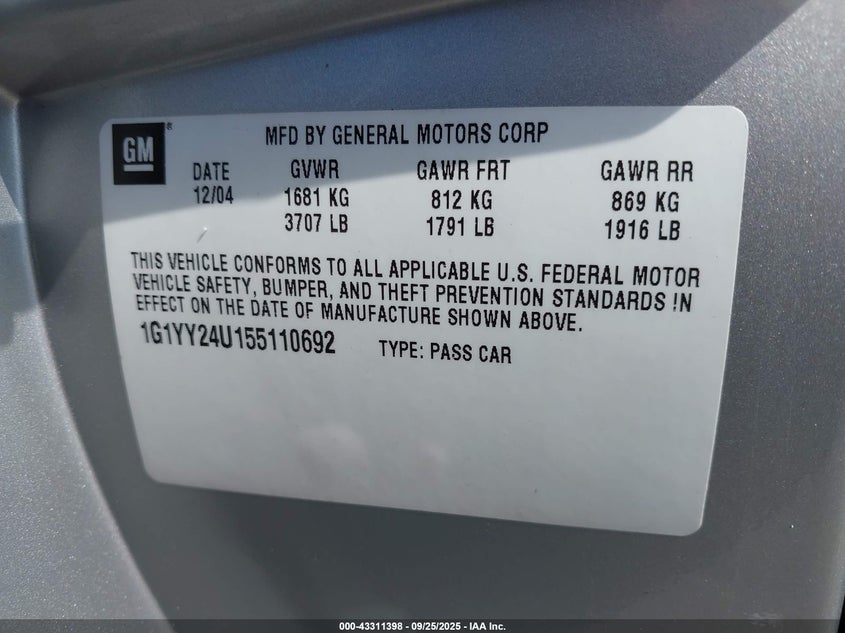 GM®
MFD BY GENERAL MOTORS CORP
DATE GVWR GAWR FRT GAWR RR
12/04 1681 KG 812 KG 869 KG
3707 LB 1791 LB 1916 LB
THIS VEHICLE CONFORMS TO ALL APPLICABLE U.S. FEDERAL MOTOR
VEHICLE SAFETY, BUMPER, AND THEFT PREVENTION STANDARDS IN
EFFECT ON THE DATE OF MANUFACTURE SHOWN ABOVE.
1G1YY24U155110692 TYPE: PASS CAR
000-43311398 - 09/25/2025 - IAA Inc.